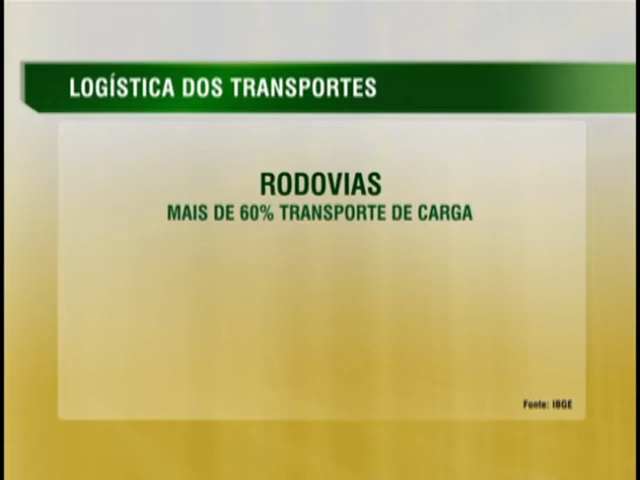 LOGÍSTICA DOS TRANSPORTES
RODOVIAS
MAIS DE 60% TRANSPORTE DE CARGA
Fonte: IBGE